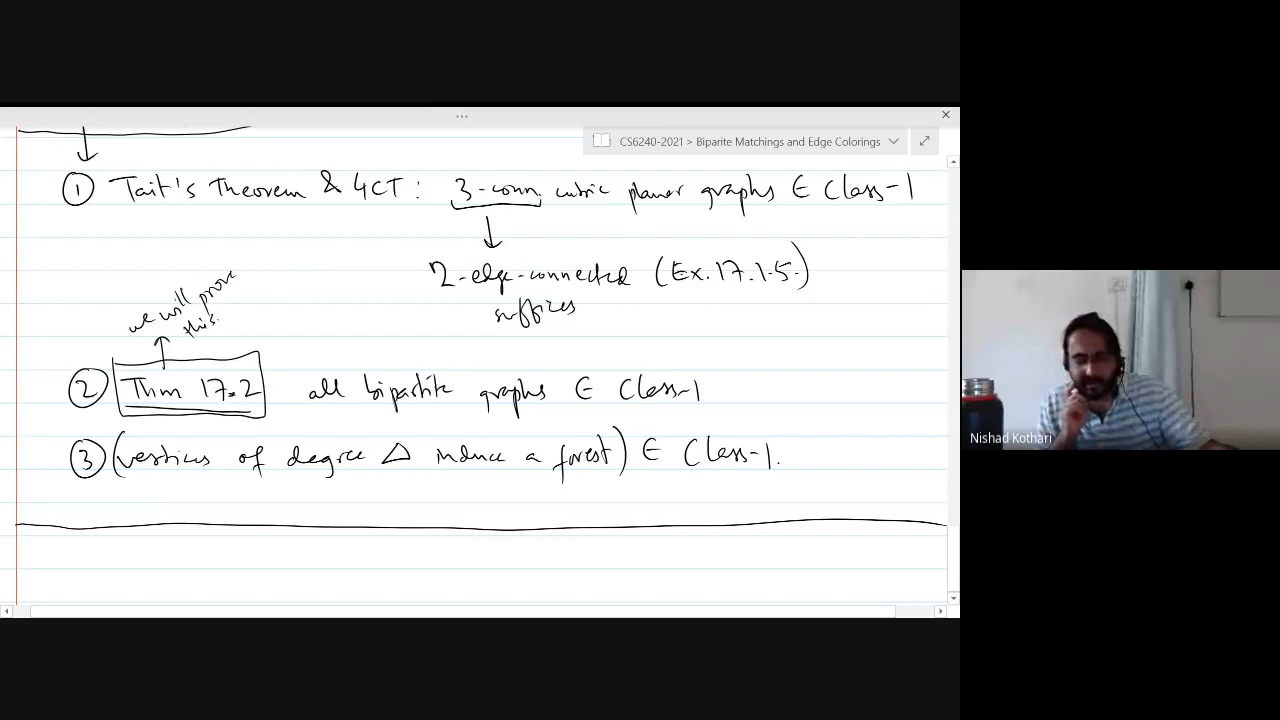 CS6240-2021 > Biparite Matchings and Edge Colorings
① Tait's Theorem & 4CT : 3-conn. cubic planar graphs ∈ Class-1
2-edge-connected (Ex. 17.1.5.)
suffices
we will prove
this.
② Thm 17.2 all bipartite graphs ∈ Class-1
③ (vertices of degree Δ induce a forest) ∈ Class-1.
Nishad Kothari